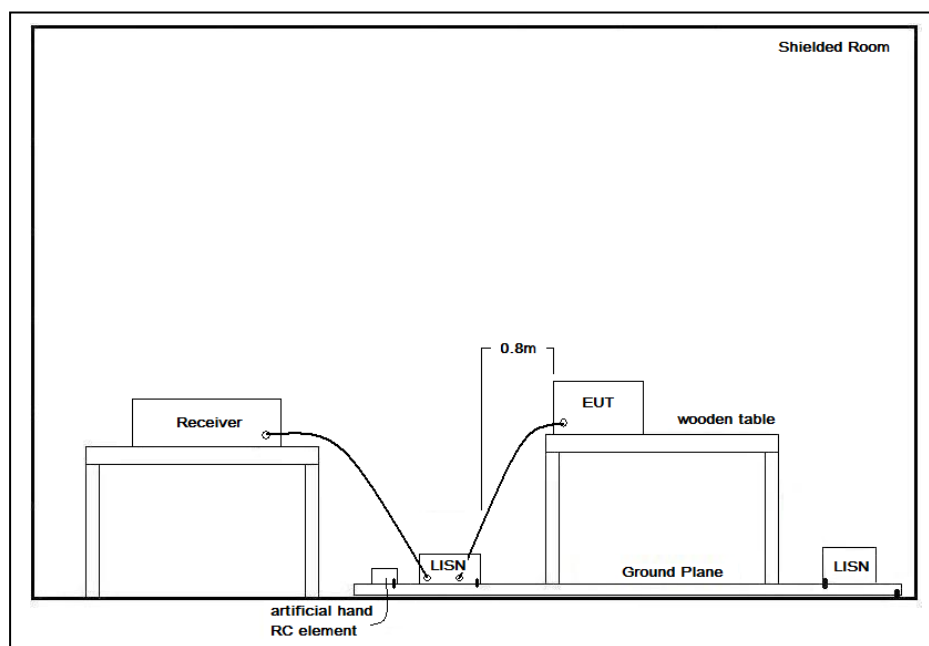 Shielded Room
0.8m
EUT
Receiver
wooden table
LISN
LISN
Ground Plane
artificial hand
RC element